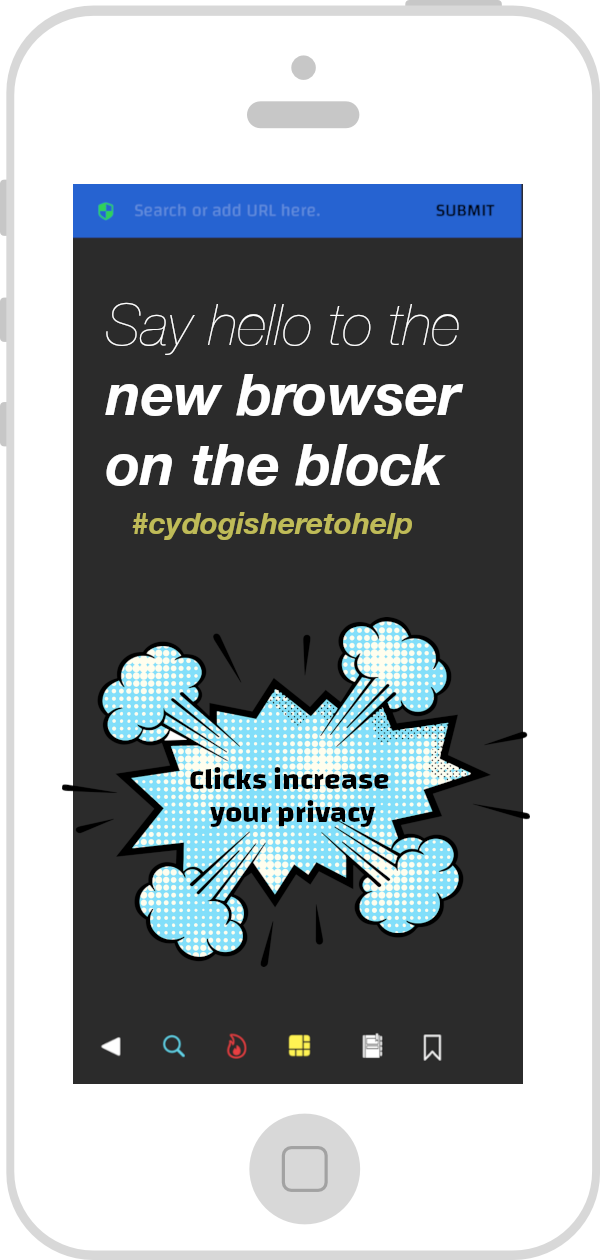 Search or add URL here.
SUBMIT
Say hello to the
new browser
on the block
#cydogisheretohelp
Clicks increase
your privacy